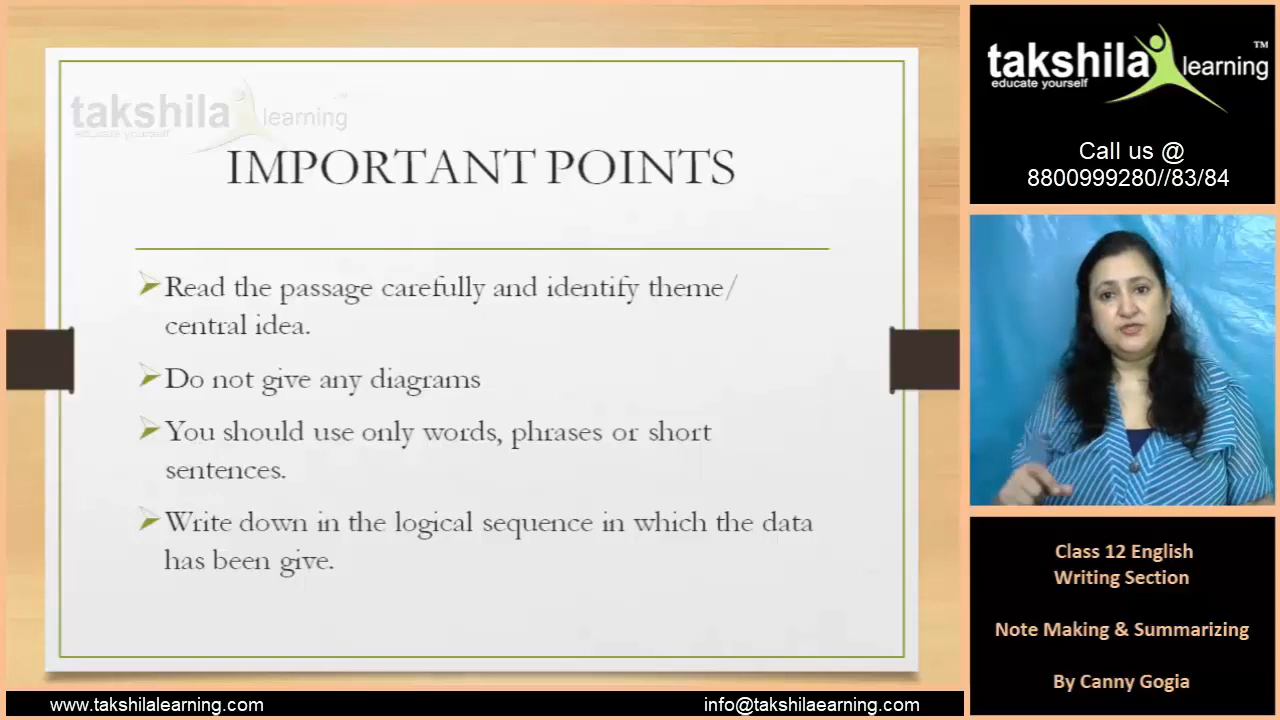 takshila learning
educate yourself
IMPORTANT POINTS
Read the passage carefully and identify theme/
central idea.
Do not give any diagrams
You should use only words, phrases or short
sentences.
Write down in the logical sequence in which the data
has been give.
takshila learning ™
educate yourself
Call us @
8800999280//83/84
Class 12 English
Writing Section
Note Making & Summarizing
By Canny Gogia
www.takshilalearning.com
info@takshilaearning.com